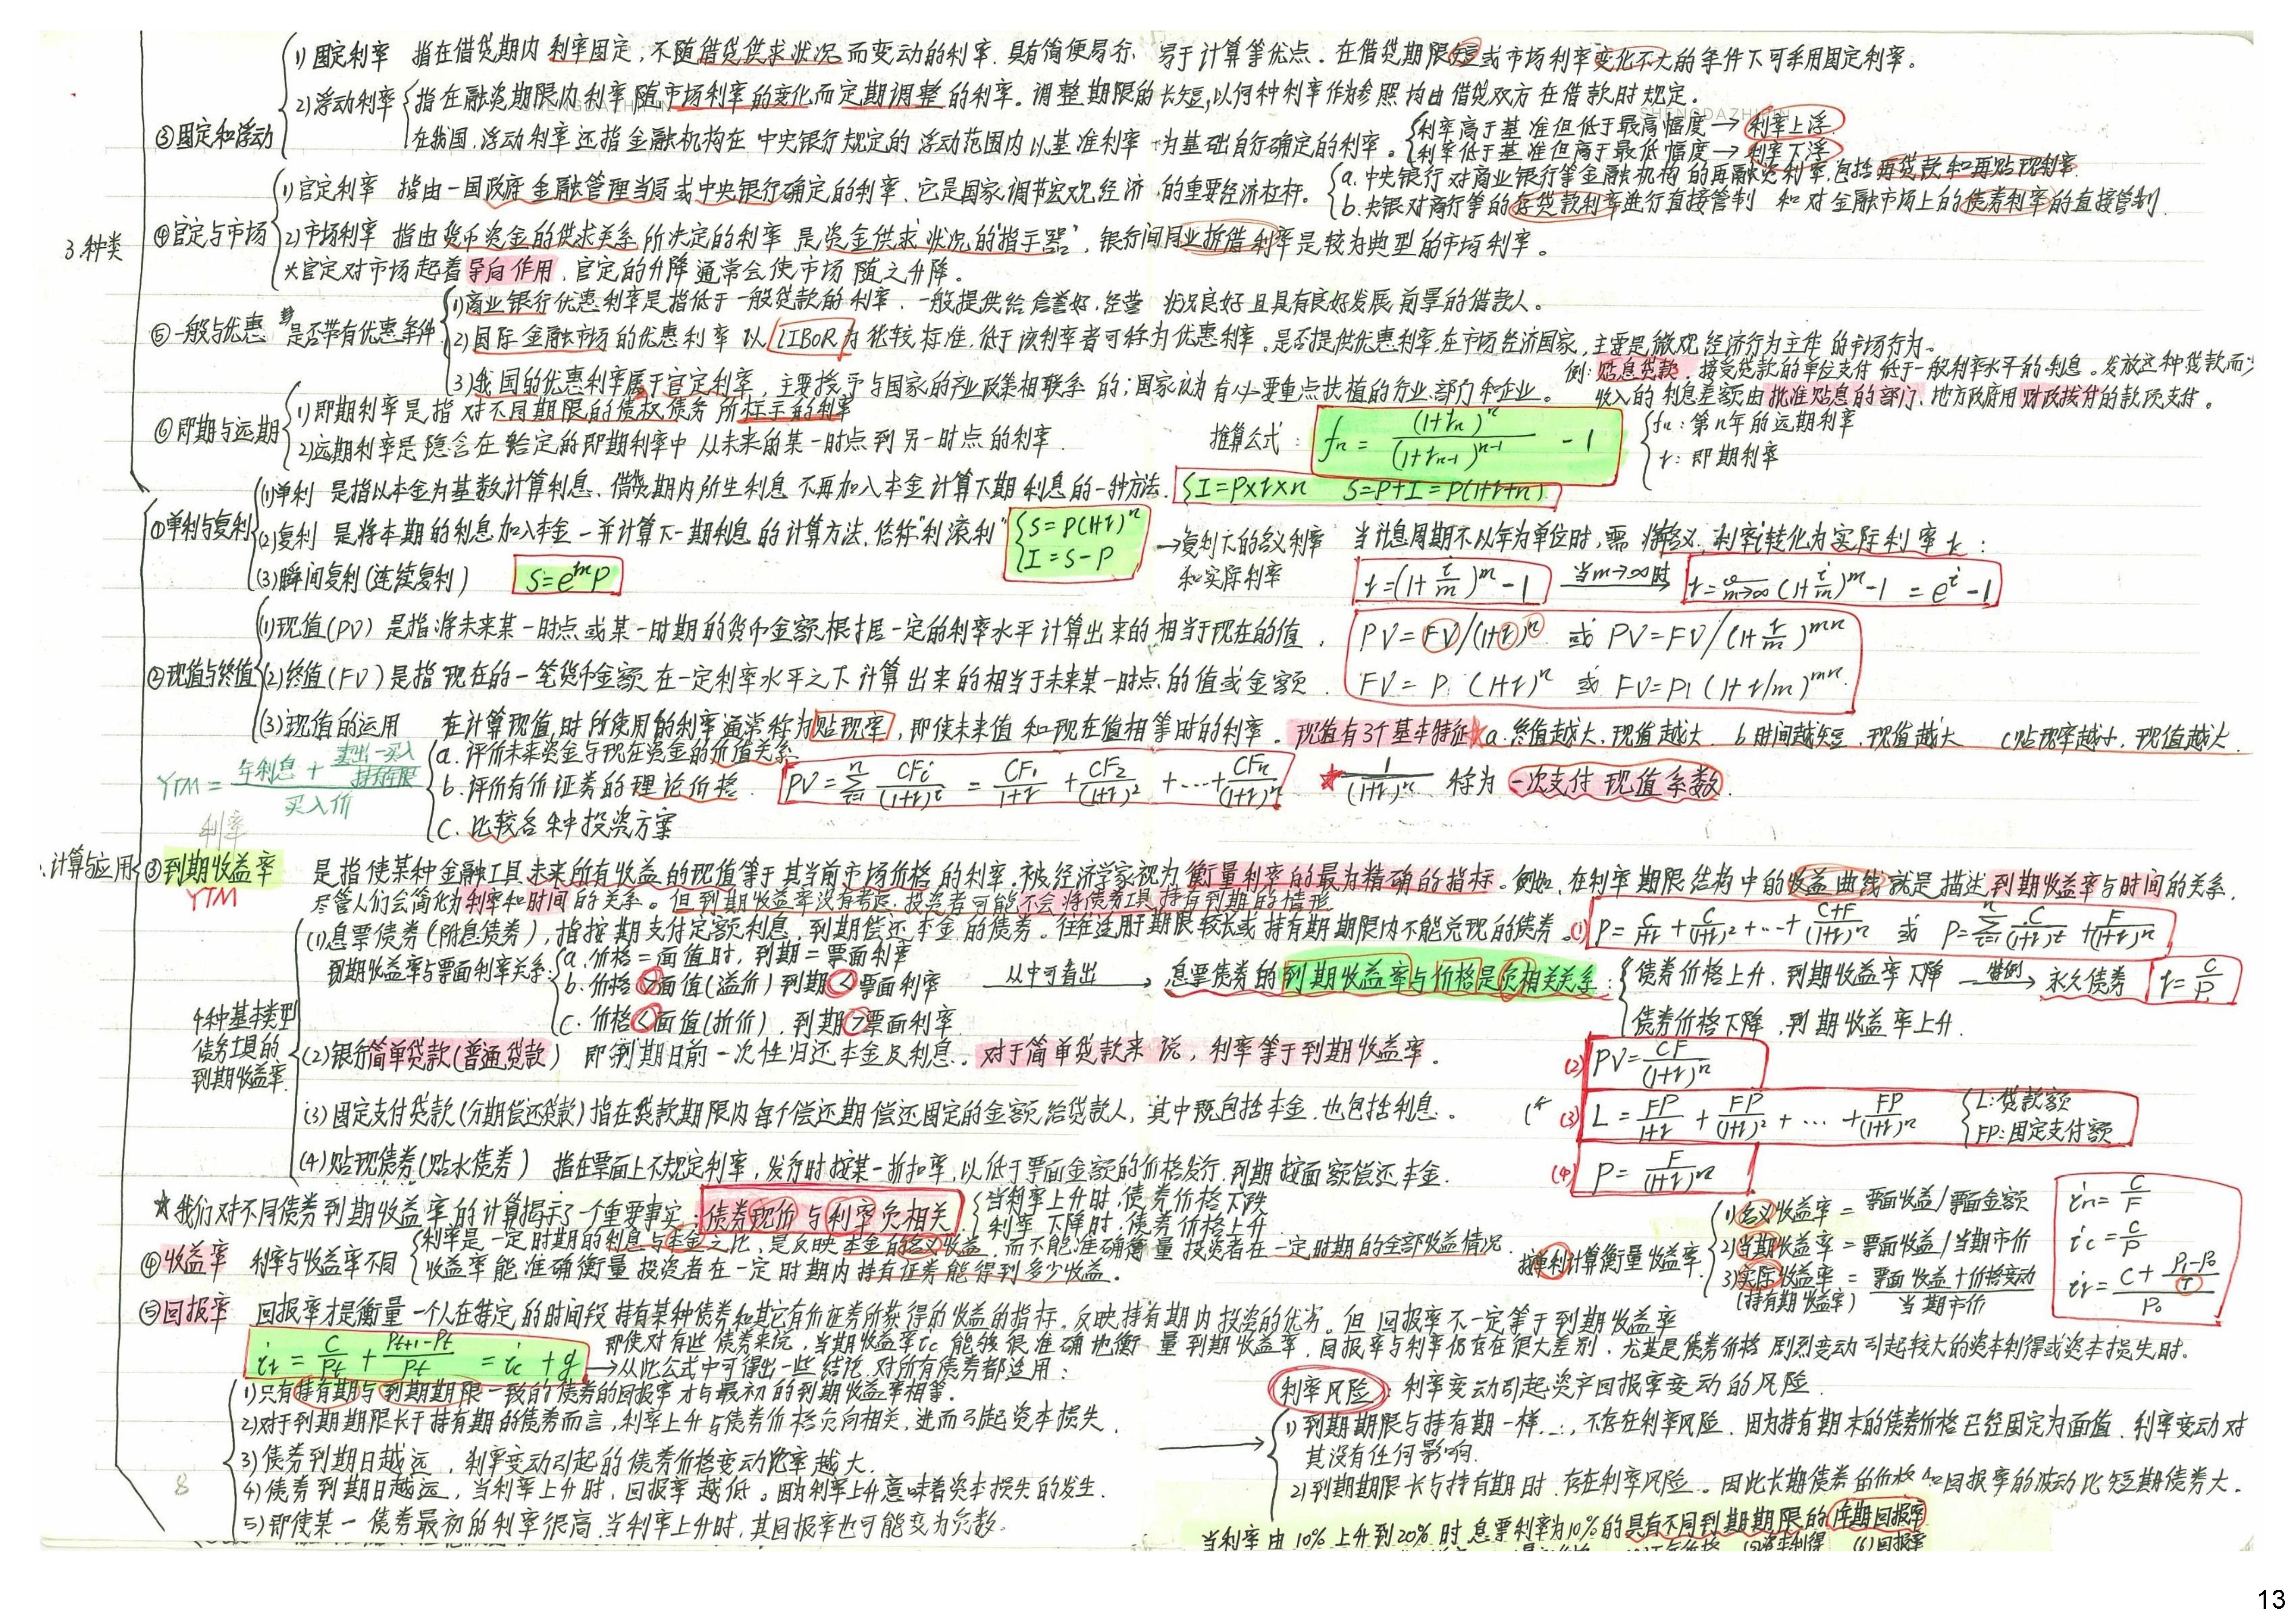 3.种类
③固定和浮动
1)固定利率 指在借贷期内利率固定,不随借贷供求状况而变动的利率.具有简便易行、易于计算等优点。在借贷期限短或市场利率变化不大的条件下可采用固定利率。
2)浮动利率 指在融资期限内利率随市场利率的变化而定期调整的利率。调整期限的长短,以何种利率作为参照均由借贷双方在借款时规定.
在我国,浮动利率还指金融机构在中央银行规定的浮动范围内以基准利率为基础自行确定的利率。
利率高于基准但低于最高幅度→利率上浮
利率低于基准但高于最低幅度→利率下浮
④官定与市场
1)官定利率 指由一国政府金融管理当局或中央银行确定的利率,它是国家调节宏观经济的重要经济杠杆。
a.中央银行对商业银行等金融机构的再融资利率,包括再贷款和再贴现利率.
b.央银对商行等的存贷款利率进行直接管制 和对金融市场上的债券利率的直接管制.
2)市场利率 指由货币资金的供求关系所决定的利率 是资金供求状况的"指示器",银行间同业拆借利率是较为典型的市场利率。
大官定对市场起着导向作用,官定的升降通常会使市场随之升降。
⑤一般与优惠 是否带有优惠条件
1)商业银行优惠利率是指低于一般贷款的利率,一般提供给信誉好,经营状况良好且具有良好发展前景的借款人。
2)国际金融市场的优惠利率 以LIBOR为比较标准,低于该利率者可称为优惠利率。是否提供优惠利率,在市场经济国家,主要是微观经济行为主体的市场行为。
(3)我国的优惠利率属于官定利率,主要授予与国家的产业政策相联系的;国家认为有必要重点扶植的行业、部门和企业。
例:贴息贷款,接受贷款的单位支付低于一般利率水平的利息。发放这种贷款而少
收入的利息差额由批准贴息的部门、地方政府用财政拨付的款项支付。
⑥即期与远期
1)即期利率是指对不同期限的债权债务所标示的利率
2)远期利率是隐含在给定的即期利率中从未来的某一时点到另一时点的利率.
推算公式: fn = (1+rn)^n / (1+rn-1)^(n-1) - 1
fn:第n年的远期利率
r:即期利率
.计算与应用
①单利与复利
(1)单利 是指以本金为基数计算利息,借贷期内所生利息不再加入本金计算下期利息的一种方法. I=P×r×n S=P+I=P(1+r+n)
(2)复利 是将本期的利息加入本金一并计算下一期利息的计算方法.俗称"利滚利" S=P(1+r)^n I=S-P
→复利下的名义利率和实际利率 当计息周期不以年为单位时,需将名义利率i转化为实际利率r:
r=(1+i/m)^m-1 当m→∞时 r=(1+i/m)^m-1 = e^i-1
(3)瞬间复利(连续复利) S=e^rn P
②现值与终值
(1)现值(PV) 是指将未来某一时点或某一时期的货币金额根据一定的利率水平计算出来的相当于现在的值. PV=FV/(1+r)^n 或 PV=FV/(1+r/m)^mn
(2)终值(FV)是指现在的一笔货币金额在一定利率水平之下计算出来的相当于未来某一时点的值或金额. FV=P1(1+r)^n 或 FV=P1(1+r/m)^mn.
(3)现值的运用 在计算现值时所使用的利率通常称为贴现率,即使未来值和现在值相等时的利率。现值有3个基本特征★a.终值越大、现值越大. b时间越短、现值越大 c贴现率越小、现值越大.
a.评价未来资金与现在资金的价值关系.
b.评价有价证券的理论价格. PV=Σ CFi/(1+r)^i = CF1/(1+r) + CF2/(1+r)^2 +…+ CFn/(1+r)^n ★1/(1+r)^n 称为一次支付现值系数.
c.比较各种投资方案
YTM = (年利息 + (卖出-买入)/持有年限) / 买入价
利率
③到期收益率 YTM
是指使某种金融工具未来所有收益的现值等于其当前市场价格的利率.被经济学家视为衡量利率的最为精确的指标。例如,在利率期限结构中的收益曲线就是描述到期收益率与时间的关系.
尽管人们会简化为利率和时间的关系。但到期收益率没有考虑,投资者可能不会将债务工具持有到期的情形
4种基本类型债务工具的到期收益率.
(1)息票债券(附息债券),指按期支付定额利息,到期偿还本金的债券。往往适用于期限较长或持有期期限内不能兑现的债券。(1) P=C/(1+r) + C/(1+r)^2 +…+ (C+F)/(1+r)^n 或 P=Σ C/(1+r)^t + F/(1+r)^n
到期收益率与票面利率关系:
a.价格=面值时,到期=票面利率
b.价格>面值(溢价)到期<票面利率
c.价格<面值(折价),到期>票面利率.
从中可看出→息票债券的到期收益率与价格是负相关关系:
债券价格上升,到期收益率下降 特例→永久债券 r=C/P
债券价格下降,到期收益率上升.
(2)银行简单贷款(普通贷款) 即到期日前一次性归还本金及利息.对于简单贷款来说,利率等于到期收益率. (2) PV=CF/(1+r)^n
(3)固定支付贷款(分期偿还贷款)指在贷款期限内每个偿还期偿还固定的金额给贷款人,其中既包括本金,也包括利息。 (3) L=FP/(1+r) + FP/(1+r)^2 +…+ FP/(1+r)^n L:贷款额 FP:固定支付额
(4)贴现债券(贴水债券) 指在票面上不规定利率,发行时按某一折扣率,以低于票面金额的价格发行.到期按面额偿还本金. (4) P=F/(1+r)^n
★我们对不同债券到期收益率的计算揭示了一个重要事实:债券现价与利率负相关. 当利率上升时,债券价格下跌 利率下降时,债券价格上升
④收益率 利率与收益率不同
利率是一定时期的利息与本金之比,是反映本金的名义收益,而不能准确衡量投资者在一定时期的全部收益情况.
收益率能准确衡量投资者在一定时期内持有证券能得到多少收益。
按单利计算衡量收益率
1)名义收益率=票面收益/票面金额 in=C/F
2)当期收益率=票面收益/当期市价 ic=C/P
3)实际收益率(持有期收益率)=票面收益+价格变动/当期市价 ir=(C+(P1-P0)/T)/P0
⑤回报率 回报率才是衡量一个人在特定的时间段持有某种债券和其它有价证券所获得的收益的指标.反映持有期内投资的优劣。但回报率不一定等于到期收益率
ir = C/Pt + (Pt+1-Pt)/Pt = ic + g
即使对有些债券来说,当期收益率ic能够很准确地衡量到期收益率,回报率与利率仍存在很大差别,尤其是债券价格剧烈变动引起较大的资本利得或资本损失时。
→从此公式中可得出一些结论对所有债券都适用:
1)只有持有期与到期期限一致的债券的回报率才与最初的到期收益率相等.
2)对于到期期限长于持有期的债券而言,利率上升与债券价格负向相关,进而引起资本损失.
3)债券到期日越远,利率变动引起的债券价格变动比率越大.
4)债券到期日越远,当利率上升时,回报率越低。因为利率上升意味着资本损失的发生.
5)即使某一债券最初的利率很高,当利率上升时,其回报率也可能变为负数.
利率风险:利率变动引起资产回报率变动的风险.
1)到期期限与持有期一样…,不存在利率风险.因为持有期末的债券价格已经固定为面值,利率变动对其没有任何影响.
2)到期期限长与持有期时,存在利率风险。因此长期债券的价格和回报率的波动比短期债券大.
当利率由10%上升到20%时,息票利率为10%的具有不同到期期限的年期回报率
(5)资本利得 (6)回报率
8
13